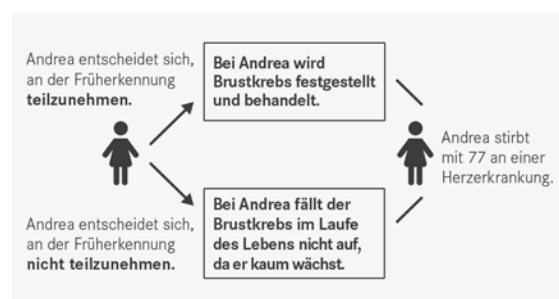 Andrea entscheidet sich,
an der Früherkennung
teilzunehmen.
Bei Andrea wird
Brustkrebs festgestellt
und behandelt.
Andrea stirbt
mit 77 an einer
Herzerkrankung.
Andrea entscheidet sich,
an der Früherkennung
nicht teilzunehmen.
Bei Andrea fällt der
Brustkrebs im Laufe
des Lebens nicht auf,
da er kaum wächst.